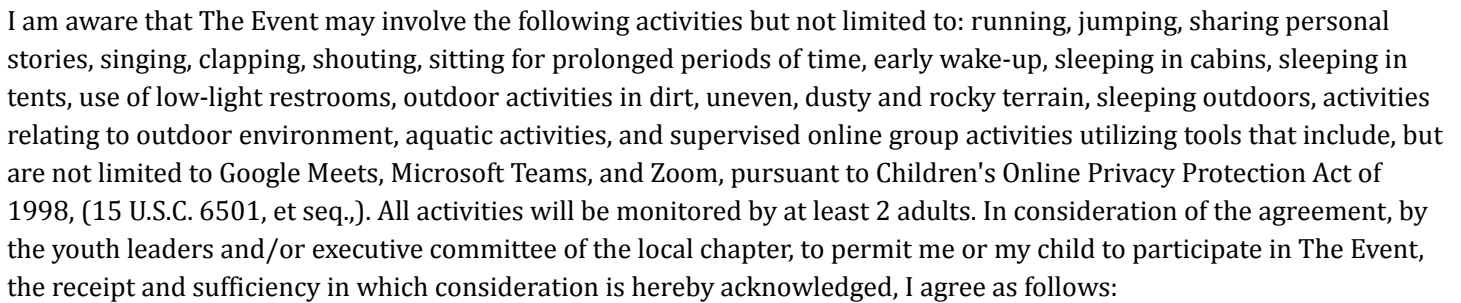 I am aware that The Event may involve the following activities but not limited to: running, jumping, sharing personal
stories, singing, clapping, shouting, sitting for prolonged periods of time, early wake-up, sleeping in cabins, sleeping in
tents, use of low-light restrooms, outdoor activities in dirt, uneven, dusty and rocky terrain, sleeping outdoors, activities
relating to outdoor environment, aquatic activities, and supervised online group activities utilizing tools that include, but
are not limited to Google Meets, Microsoft Teams, and Zoom, pursuant to Children's Online Privacy Protection Act of
1998, (15 U.S.C. 6501, et seq.,). All activities will be monitored by at least 2 adults. In consideration of the agreement, by
the youth leaders and/or executive committee of the local chapter, to permit me or my child to participate in The Event,
the receipt and sufficiency in which consideration is hereby acknowledged, I agree as follows: